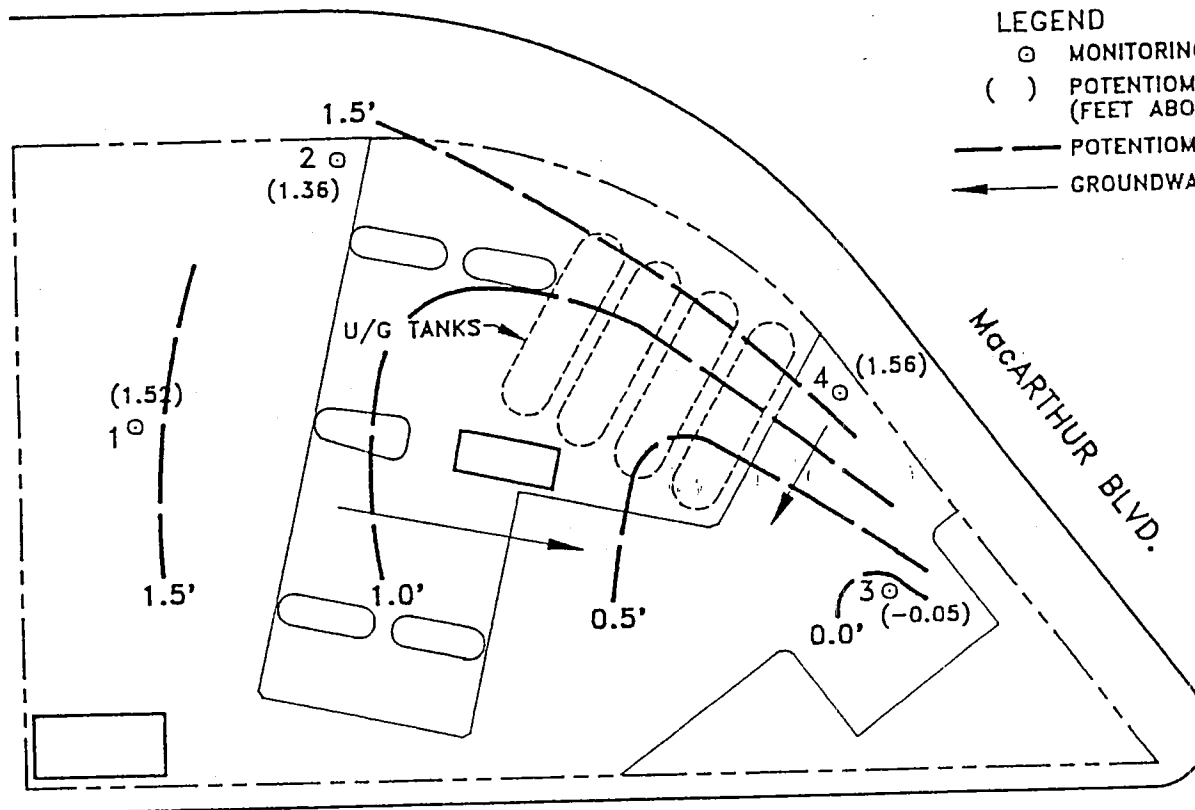 LEGEND
MONITORING
( ) POTENTIOM
(FEET ABO
POTENTIOM
GROUNDWA
1.5'
2
(1.36)
U/G TANKS
(1.52)
1
4
(1.56)
MacARTHUR BLVD.
1.5'
1.0'
0.5'
0.0'
3
(-0.05)